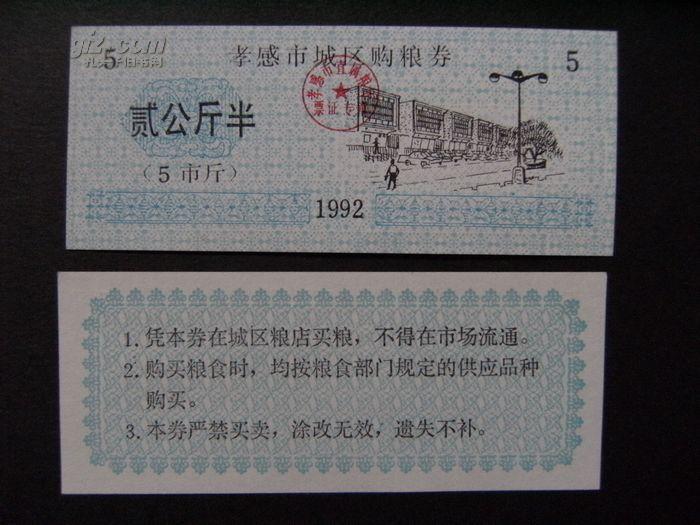 5
孝感市城区购粮券
5
贰公斤半
(5市斤)
1992
1. 凭本券在城区粮店买粮，不得在市场流通。
2. 购买粮食时，均按粮食部门规定的供应品种
购买。
3. 本券严禁买卖，涂改无效，遗失不补。